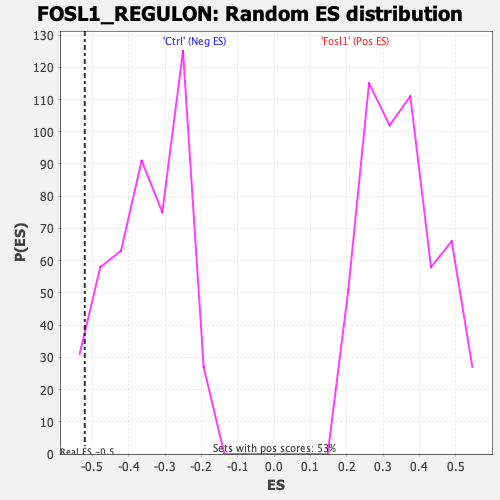 FOSL1_REGULON: Random ES distribution
'Ctrl' (Neg ES) 'Fosl1' (Pos ES)
130
120
110
100
90
80
70
60
50
40
30
20
10
0
P(ES)
Real ES -0.5
Sets with pos scores: 53%
-0.5 -0.4 -0.3 -0.2 -0.1 0.0 0.1 0.2 0.3 0.4 0.5
ES